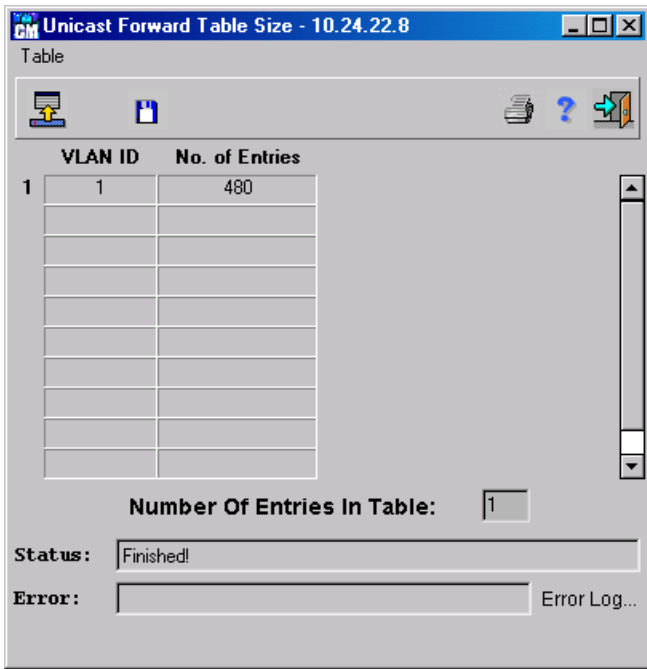 Unicast Forward Table Size - 10.24.22.8
Table
VLAN ID No. of Entries
1 1 480
Number Of Entries In Table: 1
Status: Finished!
Error: Error Log...